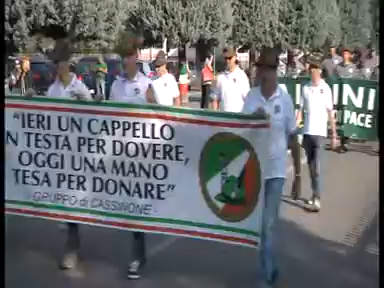 "IERI UN CAPPELLO
IN TESTA PER DOVERE,
OGGI UNA MANO
TESA PER DONARE"
- GRUPPO di CASSINONE -
PACE